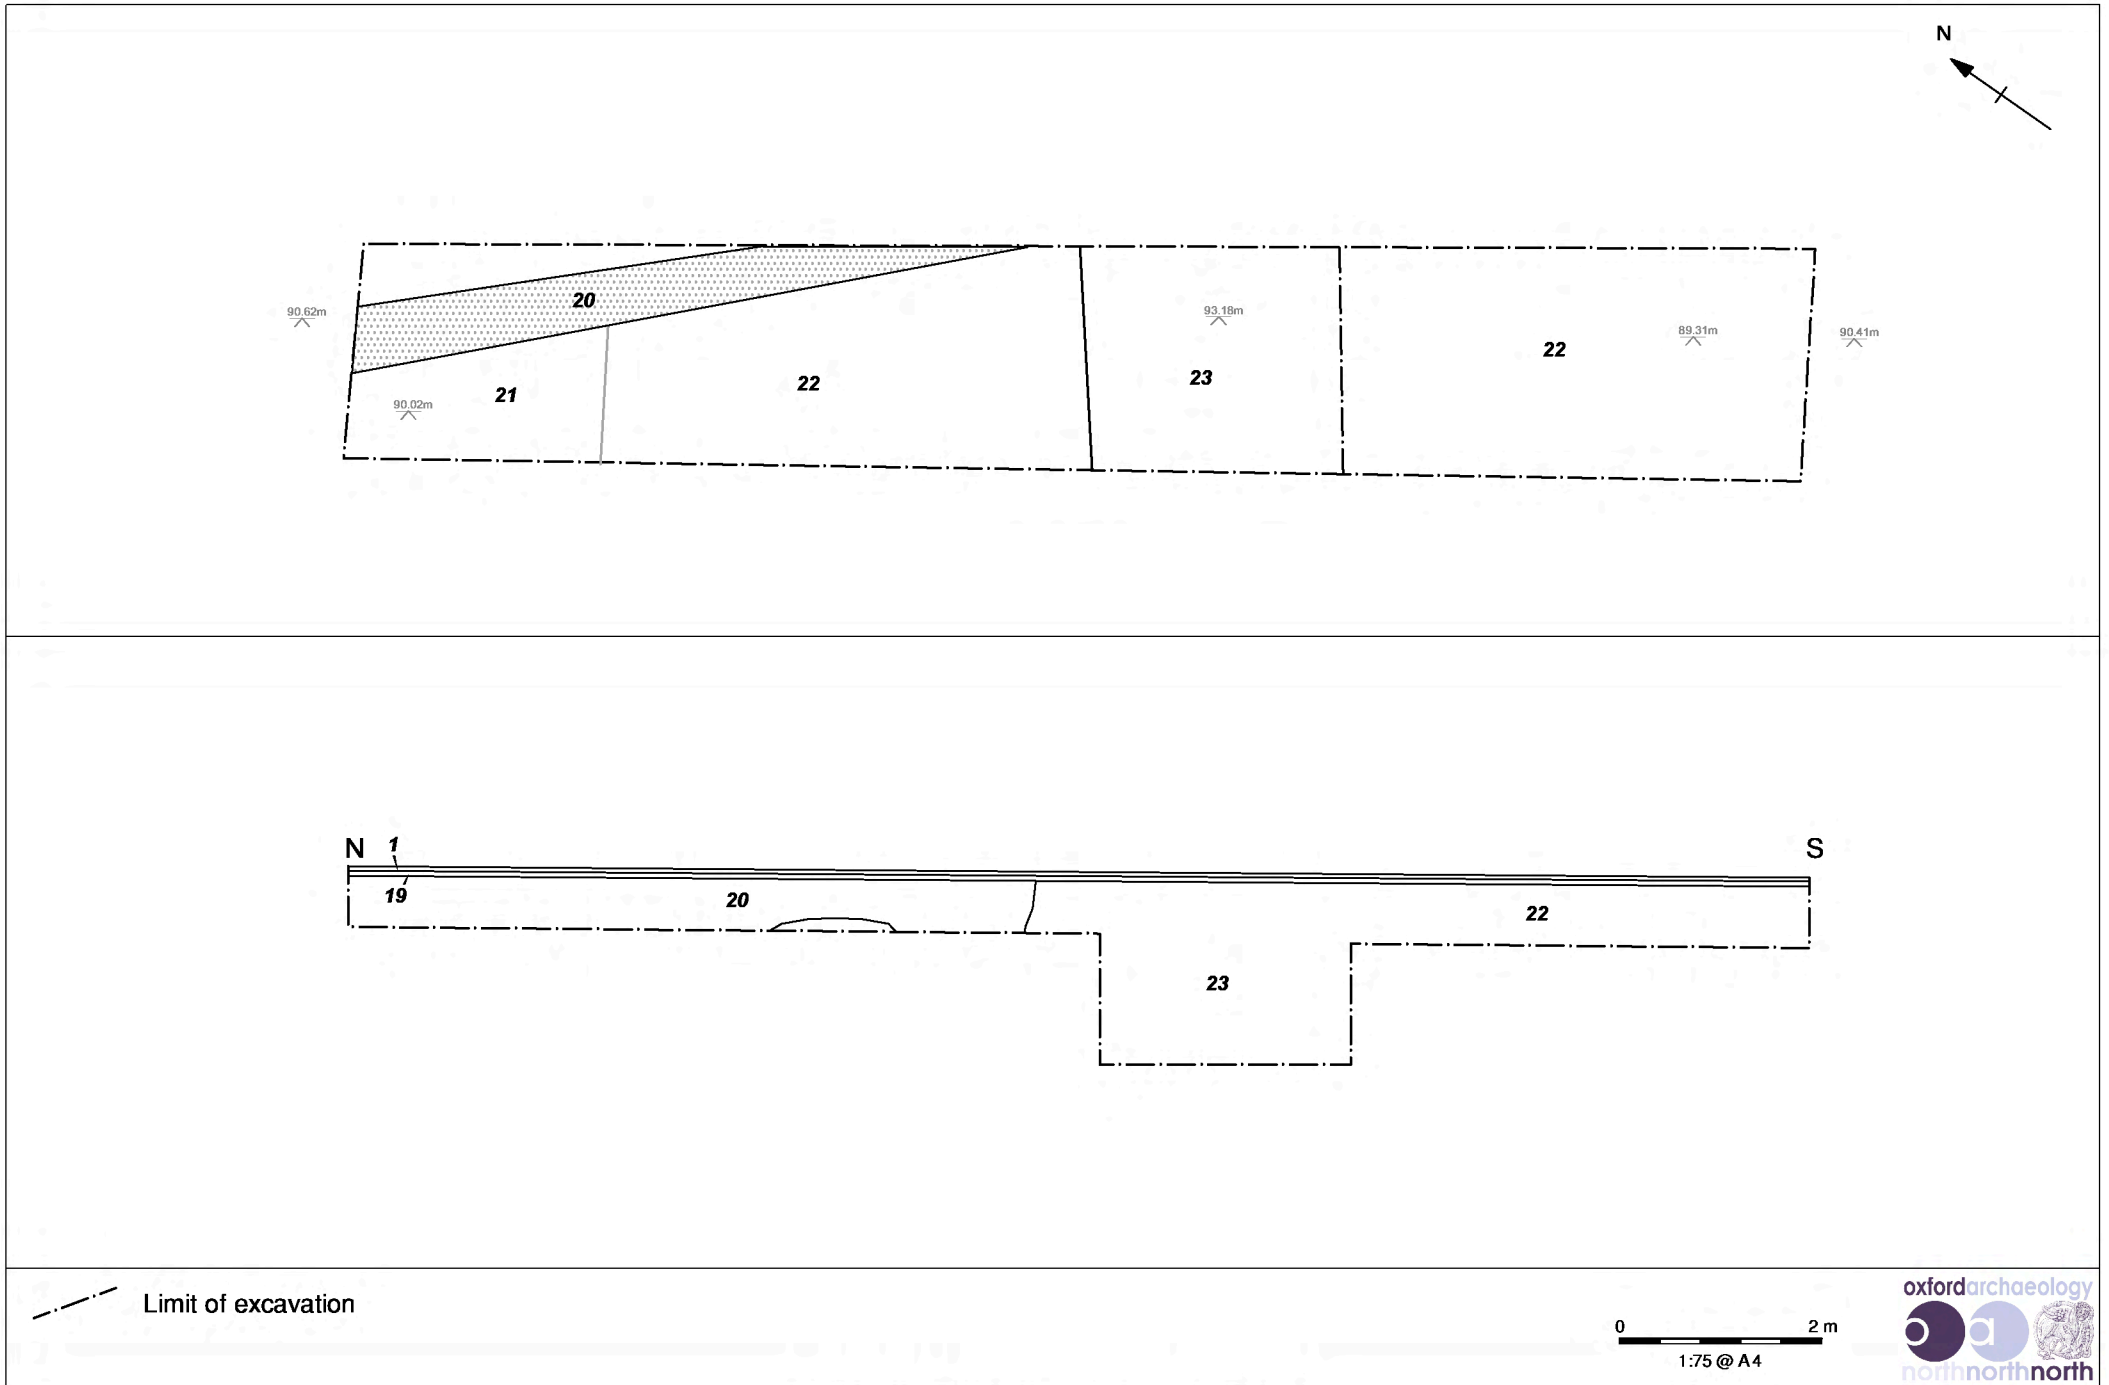 N
90.62m
20
93.18m
89.31m
90.41m
22
23
22
21
90.02m
N
1
S
19
20
22
23
Limit of excavation
0 2 m
1:75 @ A4
oxfordarchaeology
oa
northnorthnorth